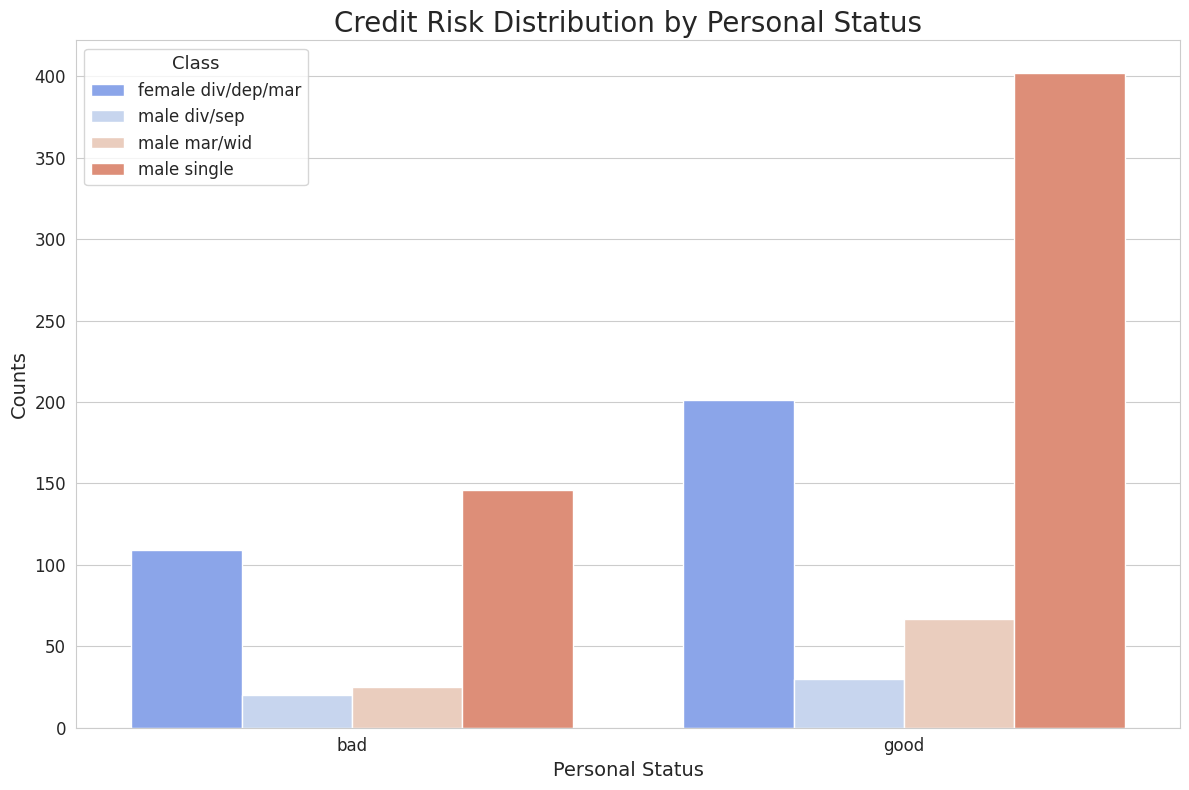 Credit Risk Distribution by Personal Status
Class
female div/dep/mar
male div/sep
male mar/wid
male single
Counts
400
350
300
250
200
150
100
50
0
bad
good
Personal Status